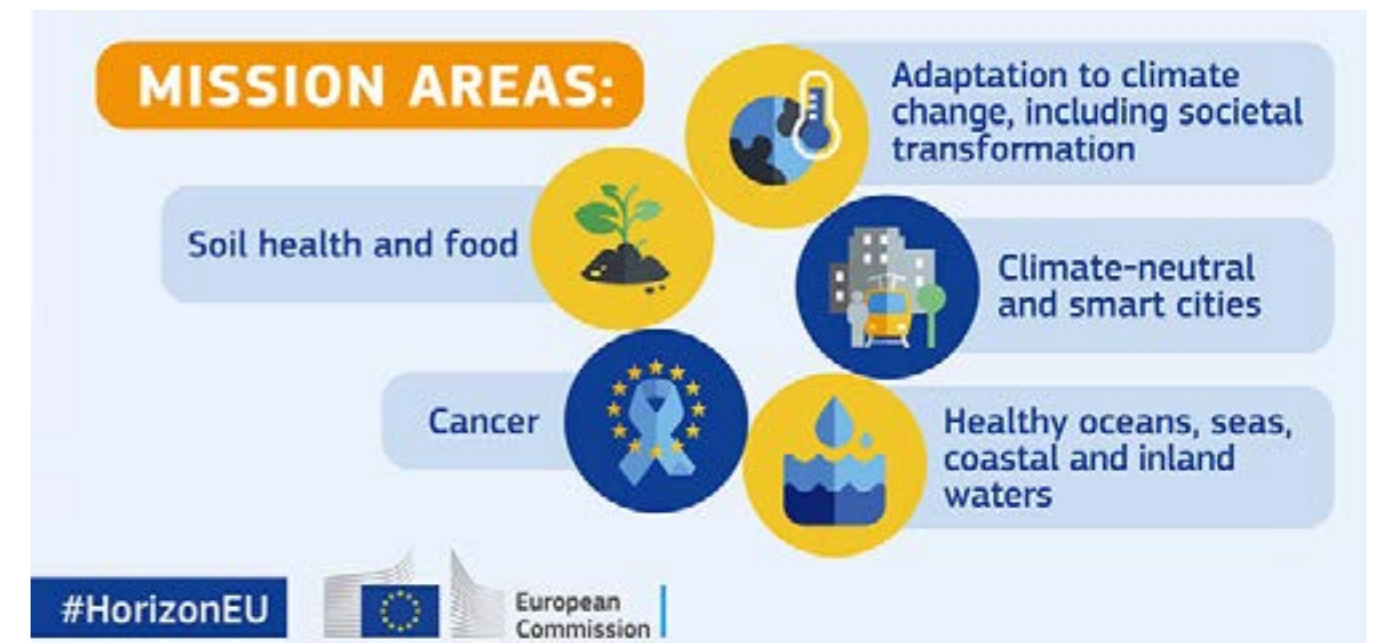 MISSION AREAS:
Adaptation to climate
change, including societal
transformation
Soil health and food
Climate-neutral
and smart cities
Cancer
Healthy oceans, seas,
coastal and inland
waters
#HorizonEU
European
Commission